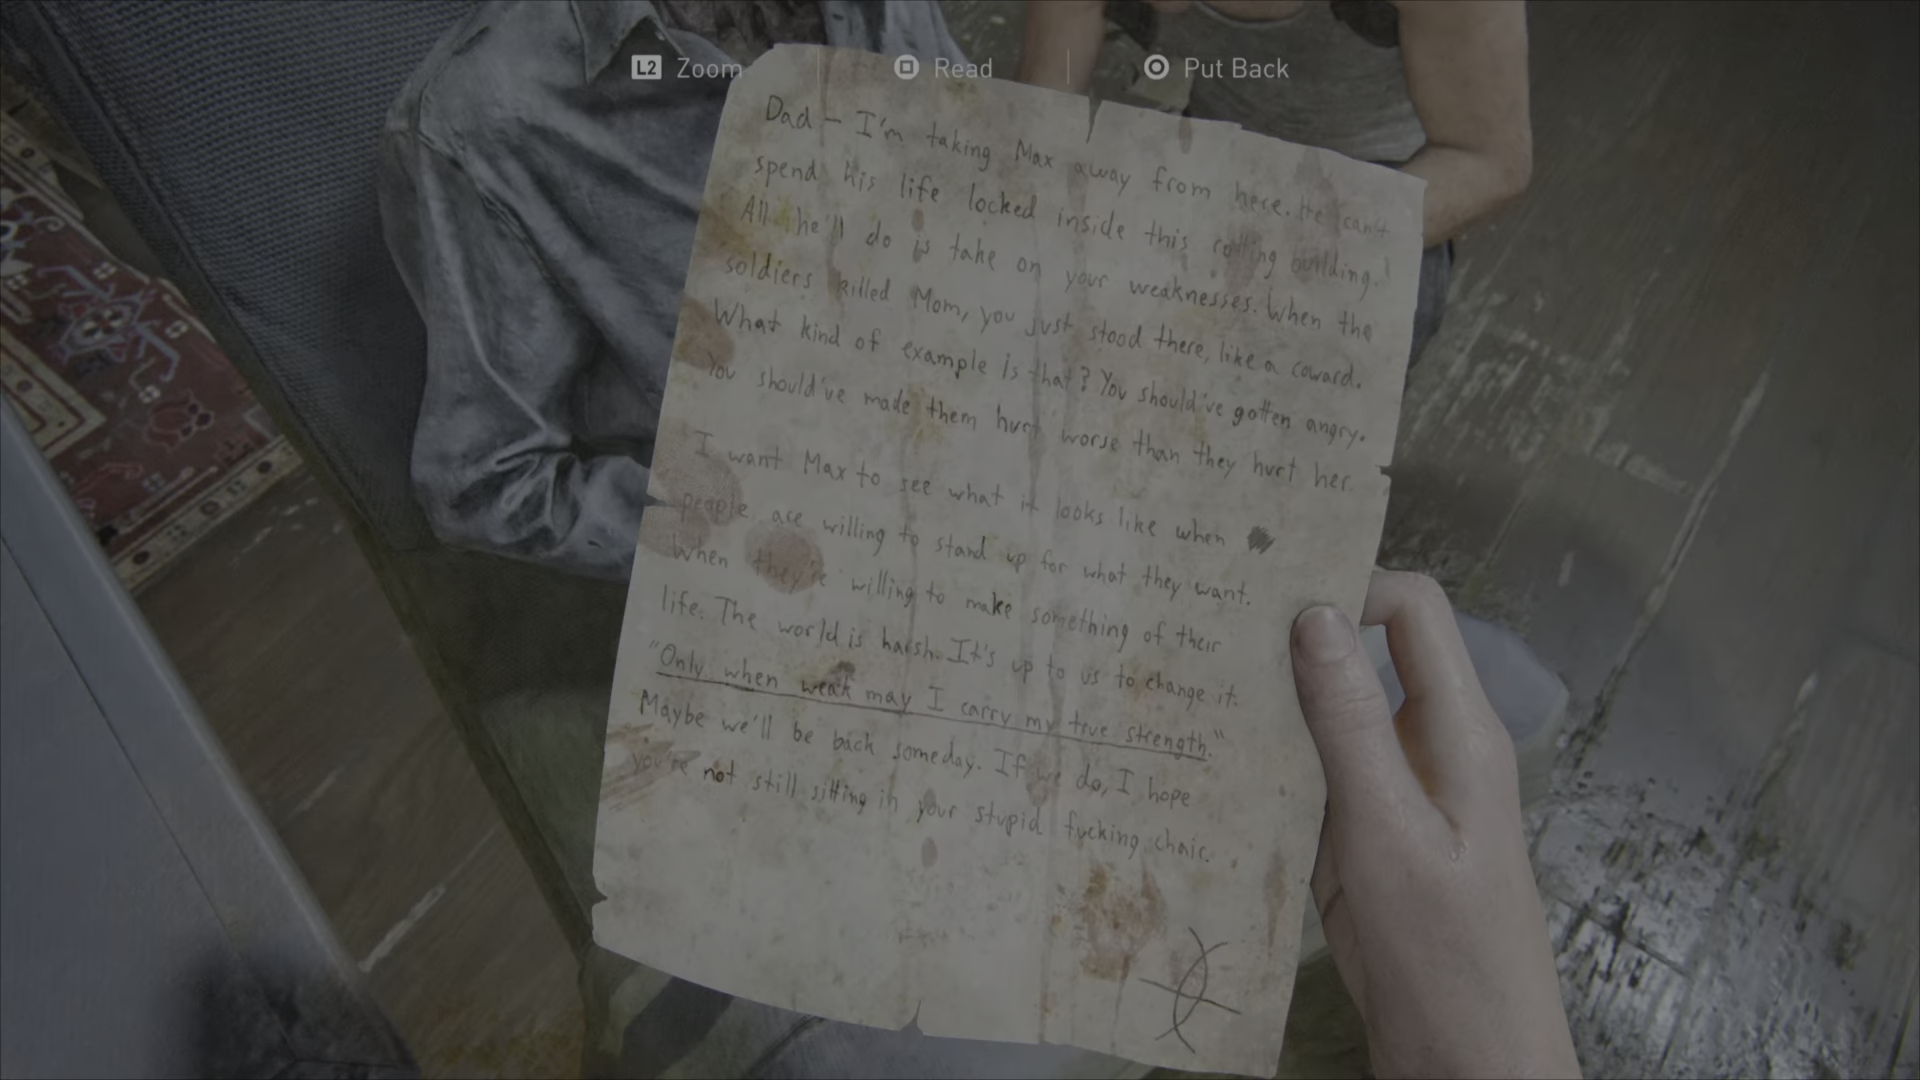 L2 Zoom Read Put Back
Dad – I'm taking Max away from here. He can't
spend his life locked inside this rotting building.
All he'll do is take on your weaknesses. When the
soldiers killed Mom, you just stood there, like a coward.
What kind of example is that? You should've gotten angry.
You should've made them hurt worse than they hurt her.
I want Max to see what it looks like when
people are willing to stand up for what they want.
When they're willing to make something of their
life. The world is harsh. It's up to us to change it.
"Only when weak may I carry my true strength."
Maybe we'll be back someday. If we do, I hope
you're not still sitting in your stupid fucking chair.